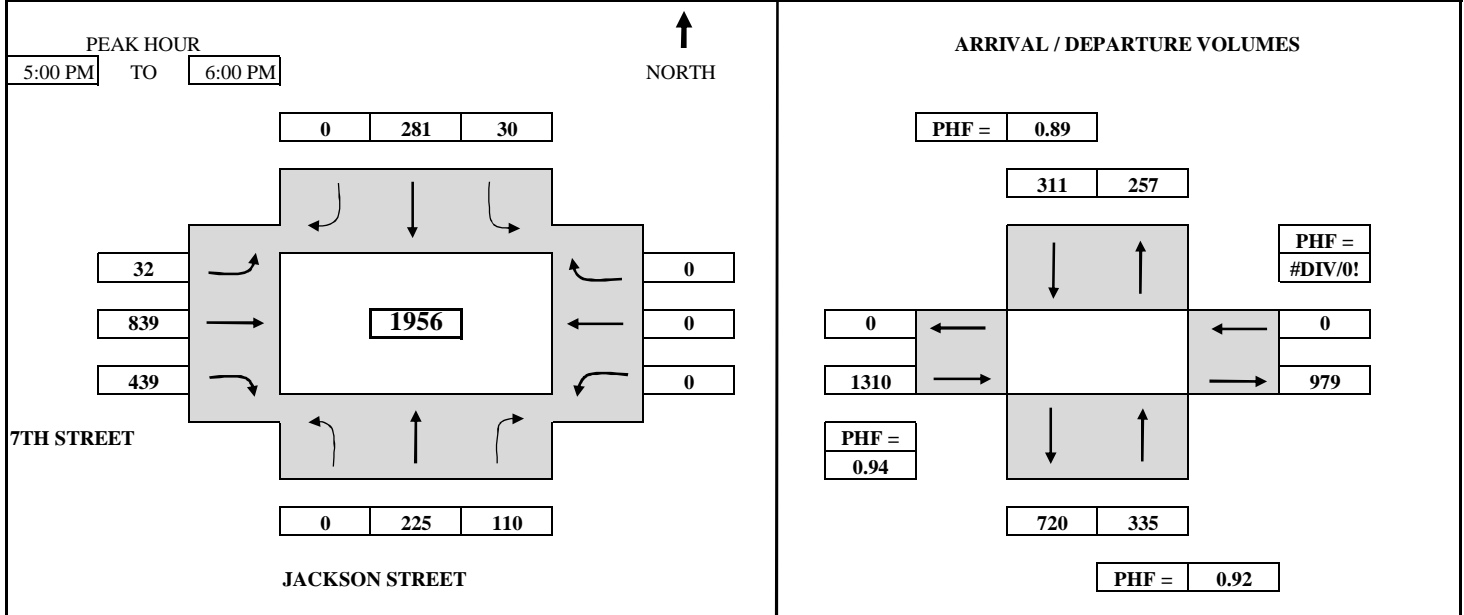 PEAK HOUR
5:00 PM TO 6:00 PM
NORTH
0 281 30
32 0
839 1956 0
439 0
7TH STREET
0 225 110
JACKSON STREET
ARRIVAL / DEPARTURE VOLUMES
PHF = 0.89
311 257
PHF =
#DIV/0!
0 0
1310 979
PHF =
0.94
720 335
PHF = 0.92